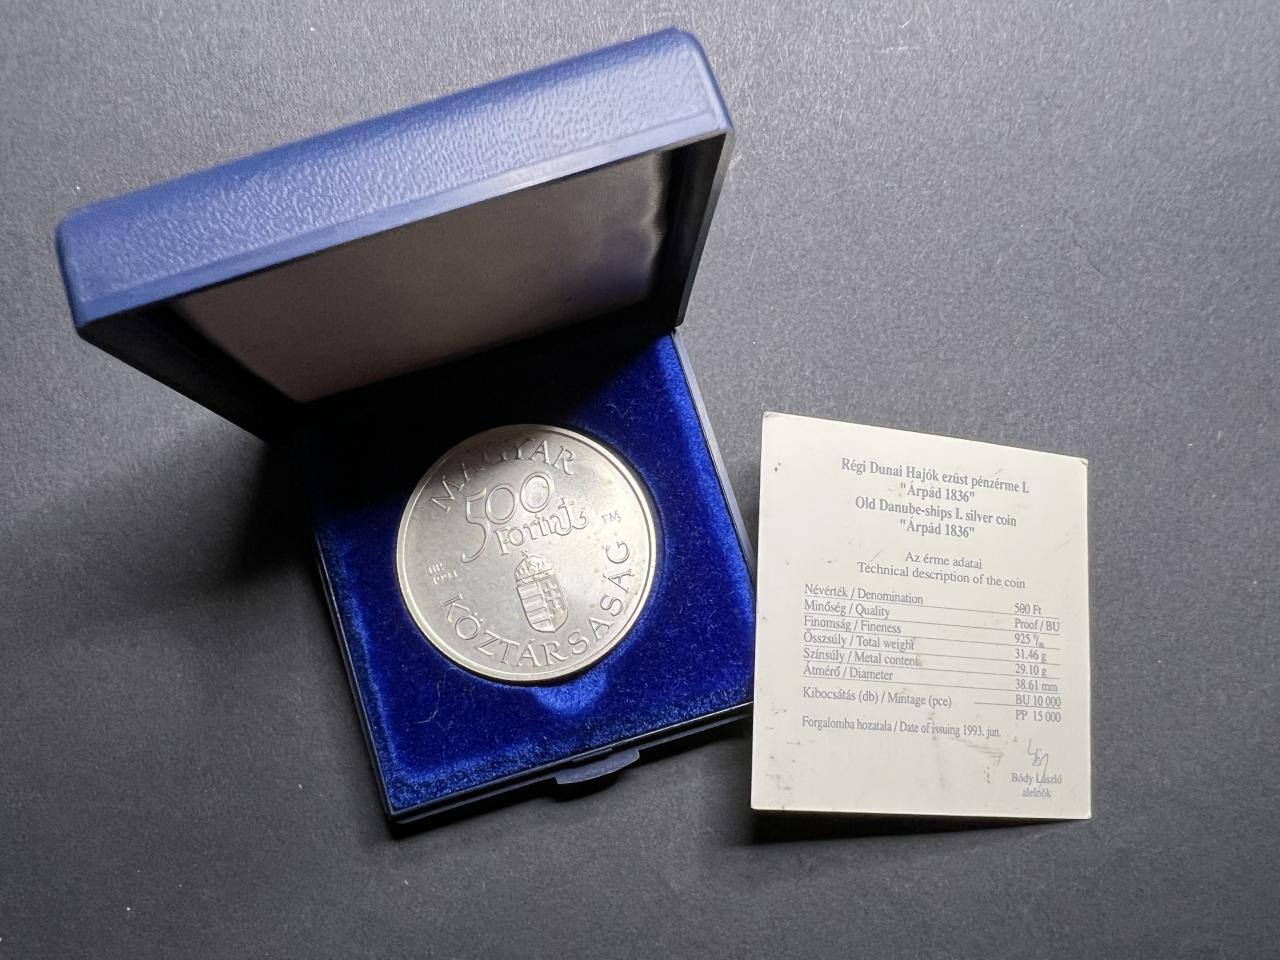 MAGYAR
500
Forint
BP.
1993
KÖZTÁRSASÁG
Régi Dunai Hajók ezüst pénzérme I.
"Árpád 1836"
Old Danube-ships I. silver coin
"Árpád 1836"
Az érme adatai
Technical description of the coin
Névérték / Denomination 500 Ft
Minőség / Quality Proof / BU
Finomság / Fineness 925 ‰
Összsúly / Total weight 31.46 g
Színsúly / Metal content 29.10 g
Átmérő / Diameter 38.61 mm
Kibocsátás (db) / Mintage (pce) BU 10 000
PP 15 000
Forgalomba hozatala / Date of issuing 1993. jun.
Bódy László
alelnök